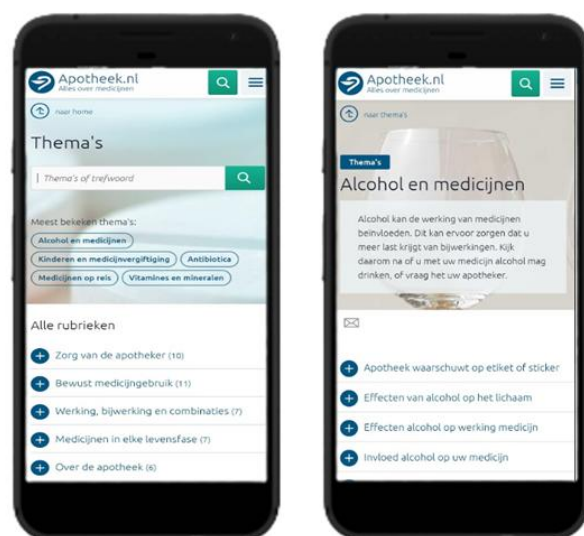 Apotheek.nl
Alles over medicijnen
naar home
Thema's
Thema's of trefwoord
Meest bekeken thema's:
Alcohol en medicijnen
Kinderen en medicijnvergiftiging
Antibiotica
Medicijnen op reis
Vitamines en mineralen
Alle rubrieken
Zorg van de apotheker (10)
Bewust medicijngebruik (11)
Werking, bijwerking en combinaties (7)
Medicijnen in elke levensfase (7)
Over de apotheek (6)
Apotheek.nl
Alles over medicijnen
naar thema's
Thema's
Alcohol en medicijnen
Alcohol kan de werking van medicijnen
beïnvloeden. Dit kan ervoor zorgen dat u
meer last krijgt van bijwerkingen. Kijk
daarom na of u met uw medicijn alcohol mag
drinken, of vraag het uw apotheker.
Apotheek waarschuwt op etiket of sticker
Effecten van alcohol op het lichaam
Effecten alcohol op werking medicijn
Invloed alcohol op uw medicijn